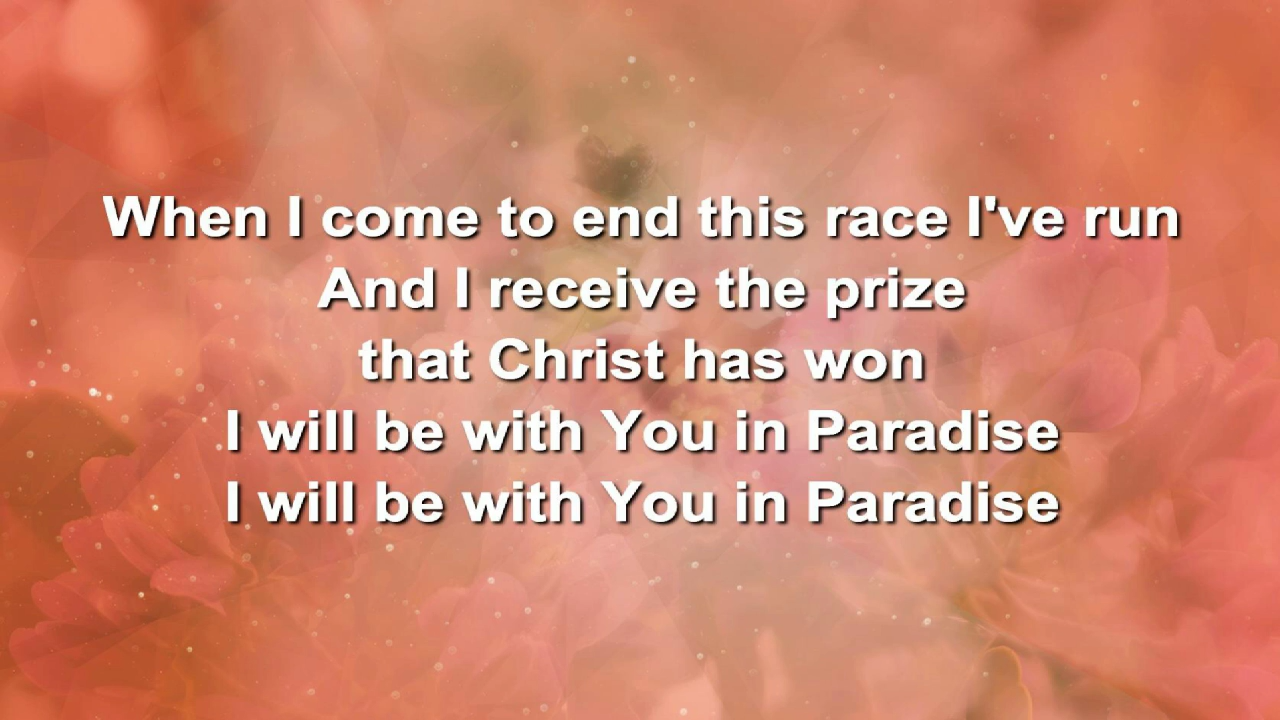 When I come to end this race I've run
And I receive the prize
that Christ has won
I will be with You in Paradise
I will be with You in Paradise